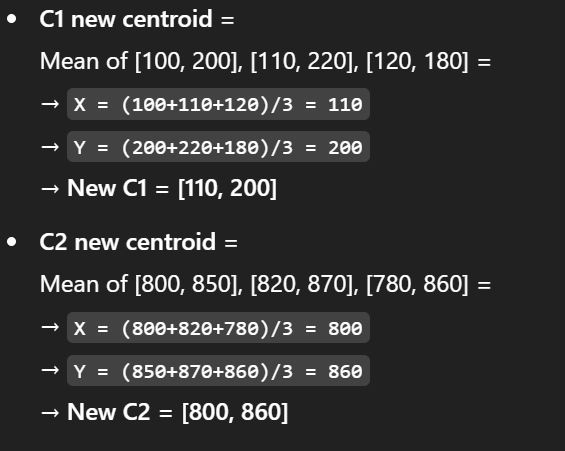 • C1 new centroid =
Mean of [100, 200], [110, 220], [120, 180] =
→ X = (100+110+120)/3 = 110
→ Y = (200+220+180)/3 = 200
→ New C1 = [110, 200]
• C2 new centroid =
Mean of [800, 850], [820, 870], [780, 860] =
→ X = (800+820+780)/3 = 800
→ Y = (850+870+860)/3 = 860
→ New C2 = [800, 860]